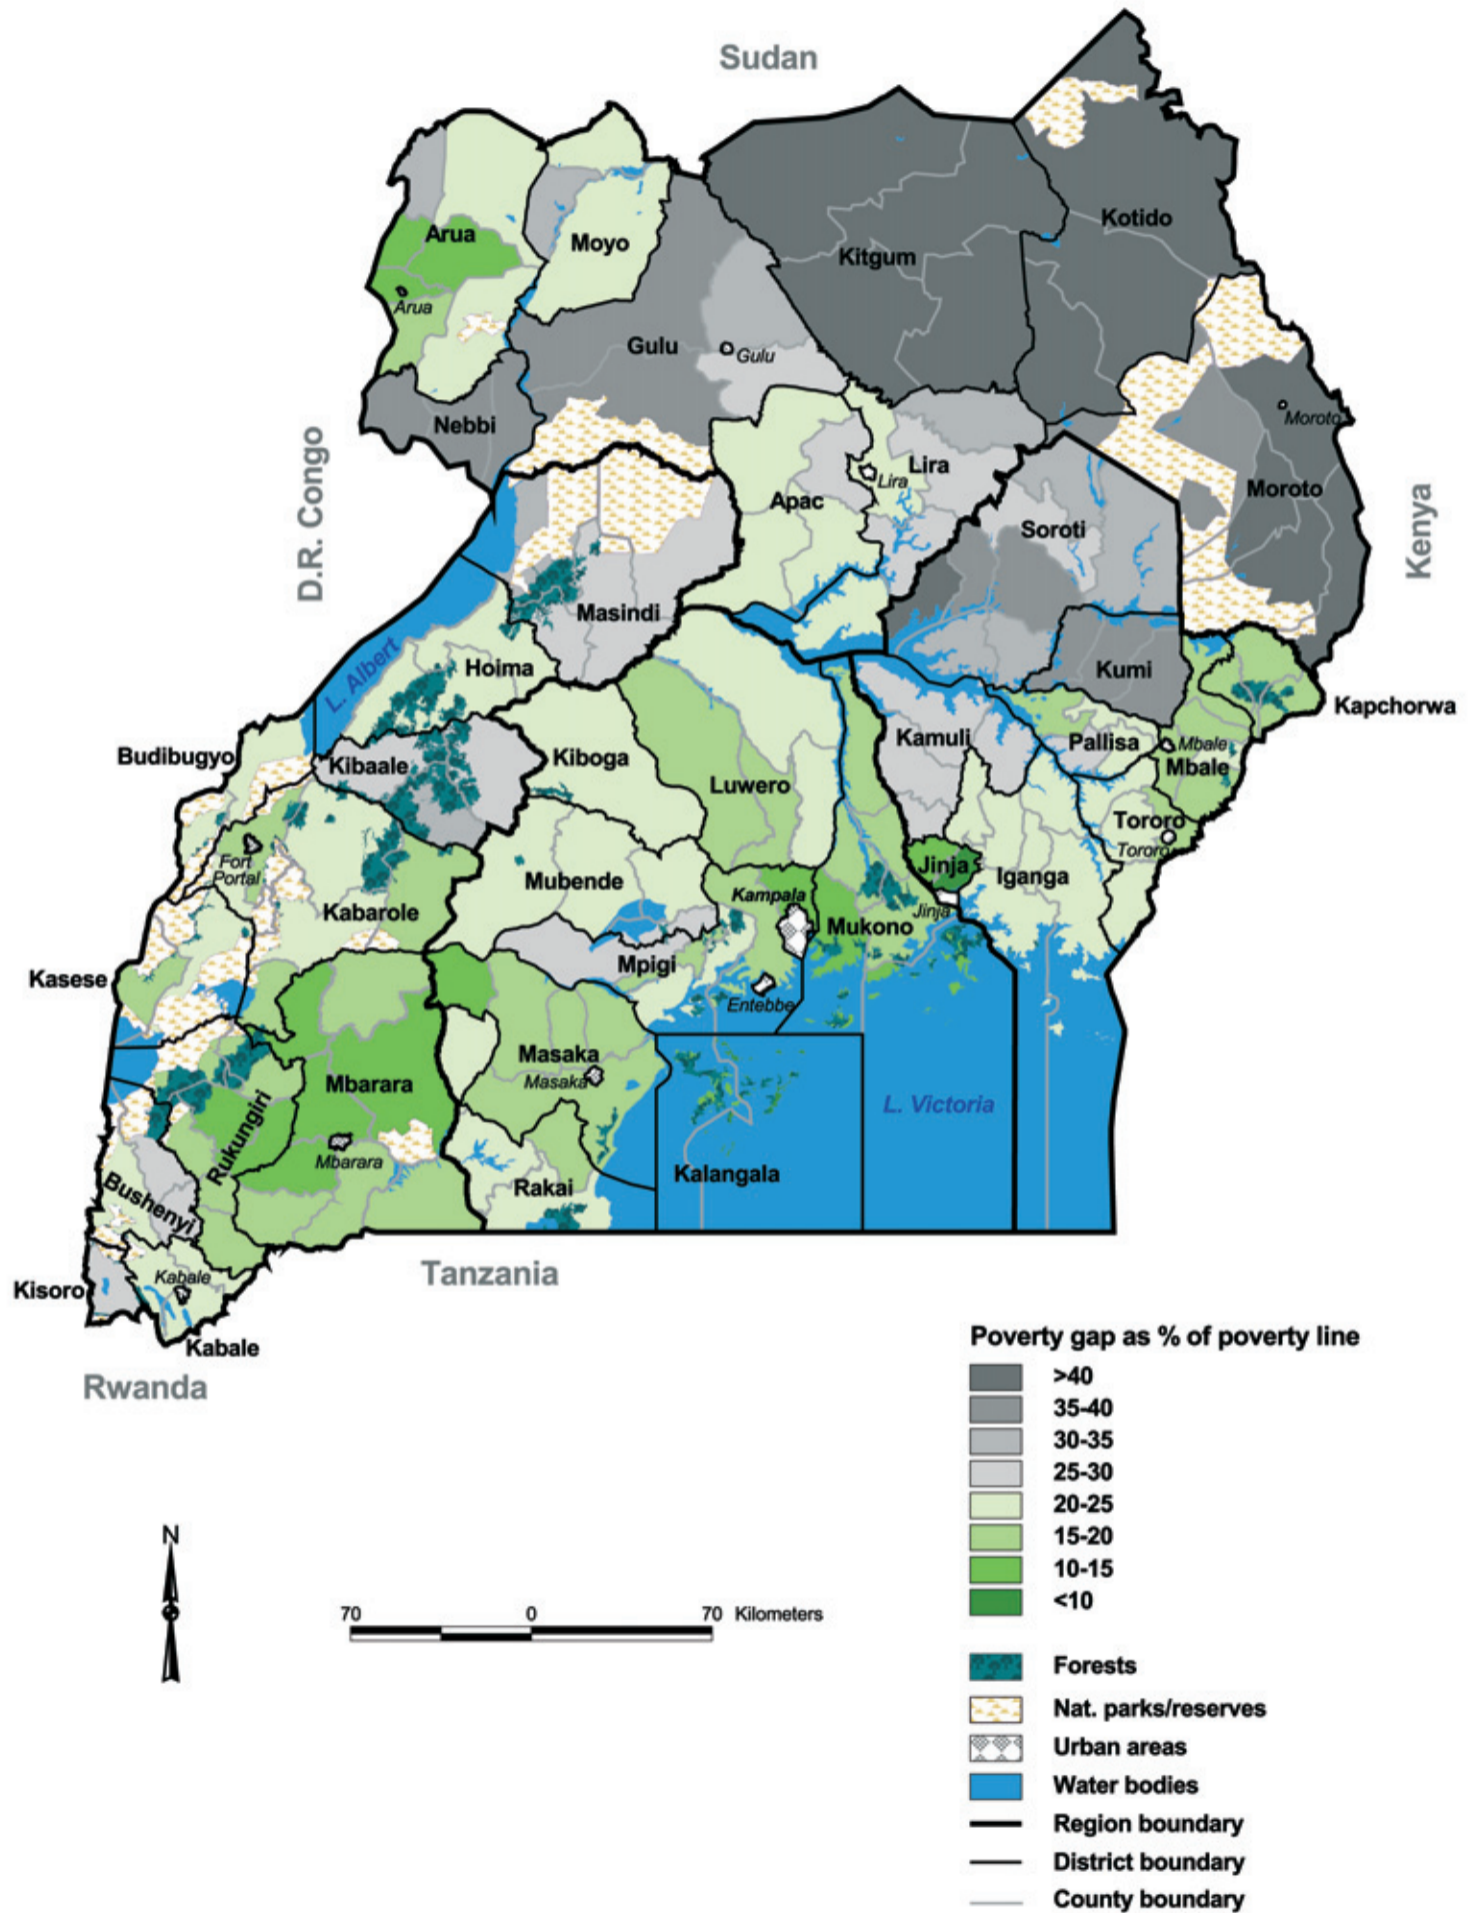 Sudan
Kotido
Arua
Moyo
Kitgum
Arua
Gulu
Gulu
Moroto
Nebbi
D.R. Congo
Lira
Lira
Apac
Moroto
Kenya
Soroti
Masindi
L. Albert
Hoima
Kumi
Kapchorwa
Budibugyo
Kibaale
Kiboga
Kamuli
Pallisa
Mbale
Mbale
Luwero
Tororo
Tororo
Fort
Portal
Mubende
Jinja
Iganga
Kampala
Kabarole
Jinja
Mukono
Mpigi
Kasese
Entebbe
Masaka
Masaka
Mbarara
L. Victoria
Rukungiri
Mbarara
Kalangala
Rakai
Bushenyi
Tanzania
Kabale
Kisoro
Kabale
Rwanda
Poverty gap as % of poverty line
>40
35-40
30-35
25-30
20-25
15-20
10-15
<10
N
70 0 70 Kilometers
Forests
Nat. parks/reserves
Urban areas
Water bodies
Region boundary
District boundary
County boundary